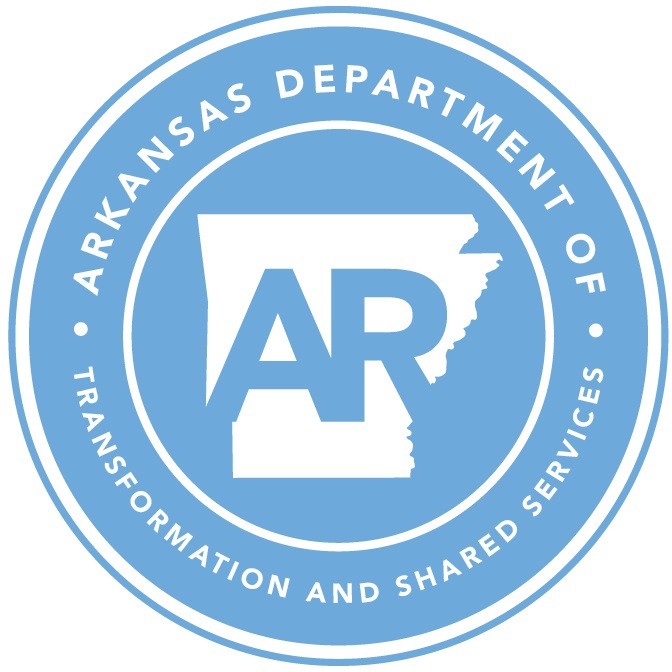 ARKANSAS DEPARTMENT OF
• TRANSFORMATION AND SHARED SERVICES •
AR